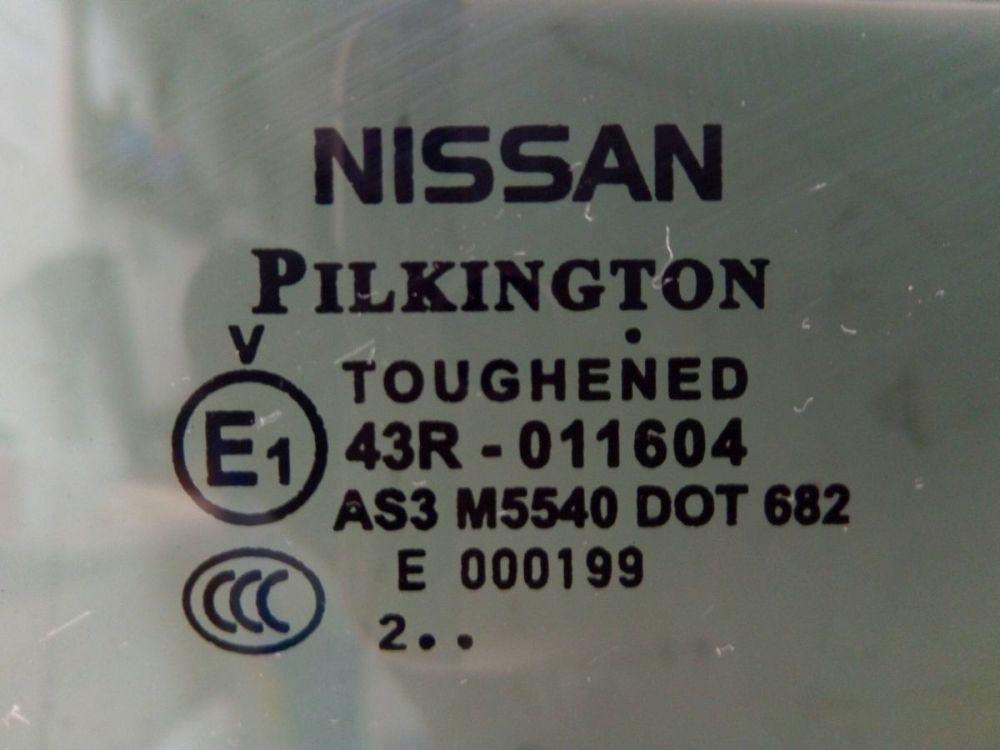 NISSAN
PILKINGTON
V
TOUGHENED
E1
43R - 011604
AS3 M5540 DOT 682
E 000199
CCC
2..